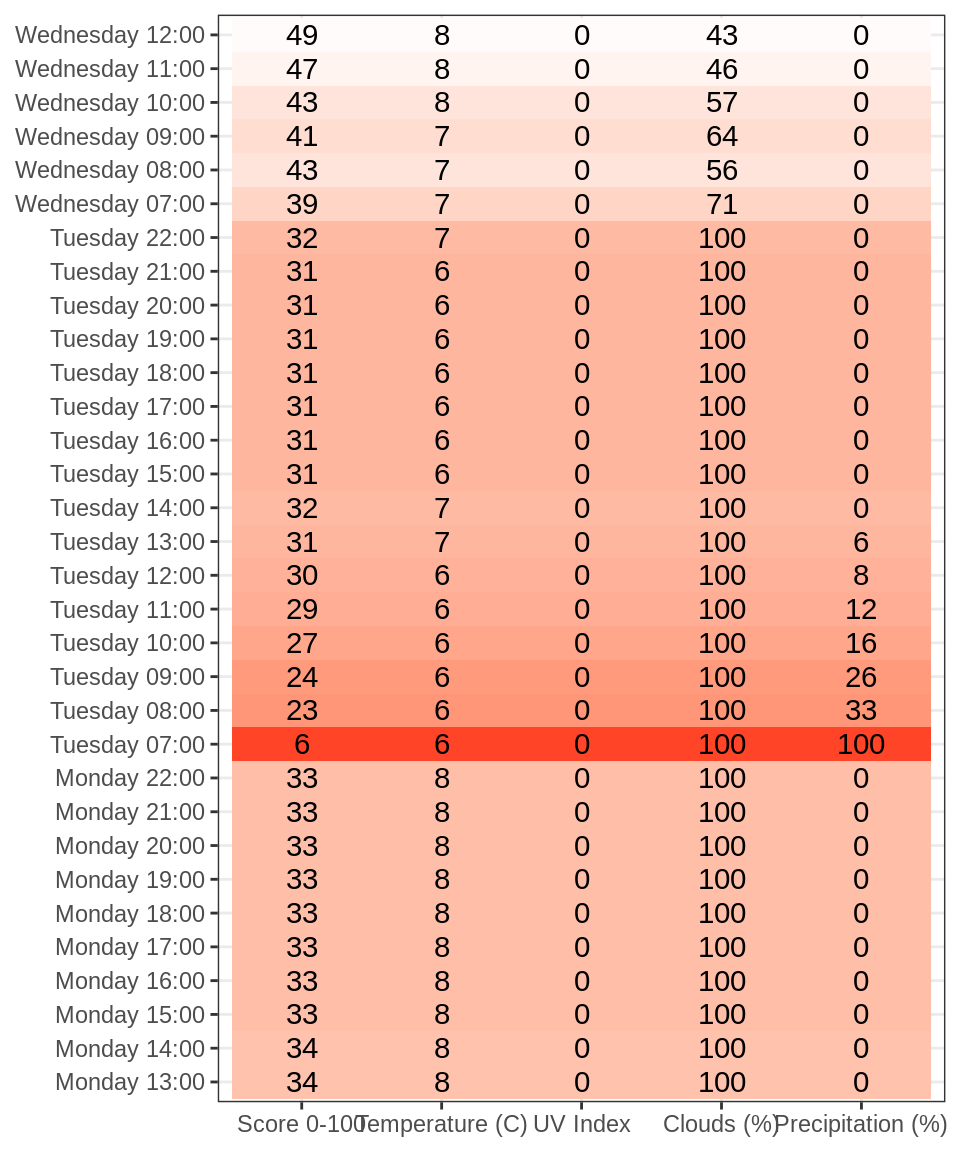 Wednesday 12:00 49 8 0 43 0
Wednesday 11:00 47 8 0 46 0
Wednesday 10:00 43 8 0 57 0
Wednesday 09:00 41 7 0 64 0
Wednesday 08:00 43 7 0 56 0
Wednesday 07:00 39 7 0 71 0
Tuesday 22:00 32 7 0 100 0
Tuesday 21:00 31 6 0 100 0
Tuesday 20:00 31 6 0 100 0
Tuesday 19:00 31 6 0 100 0
Tuesday 18:00 31 6 0 100 0
Tuesday 17:00 31 6 0 100 0
Tuesday 16:00 31 6 0 100 0
Tuesday 15:00 31 6 0 100 0
Tuesday 14:00 32 7 0 100 0
Tuesday 13:00 31 7 0 100 6
Tuesday 12:00 30 6 0 100 8
Tuesday 11:00 29 6 0 100 12
Tuesday 10:00 27 6 0 100 16
Tuesday 09:00 24 6 0 100 26
Tuesday 08:00 23 6 0 100 33
Tuesday 07:00 6 6 0 100 100
Monday 22:00 33 8 0 100 0
Monday 21:00 33 8 0 100 0
Monday 20:00 33 8 0 100 0
Monday 19:00 33 8 0 100 0
Monday 18:00 33 8 0 100 0
Monday 17:00 33 8 0 100 0
Monday 16:00 33 8 0 100 0
Monday 15:00 33 8 0 100 0
Monday 14:00 34 8 0 100 0
Monday 13:00 34 8 0 100 0
Score 0-100 Temperature (C) UV Index Clouds (%) Precipitation (%)